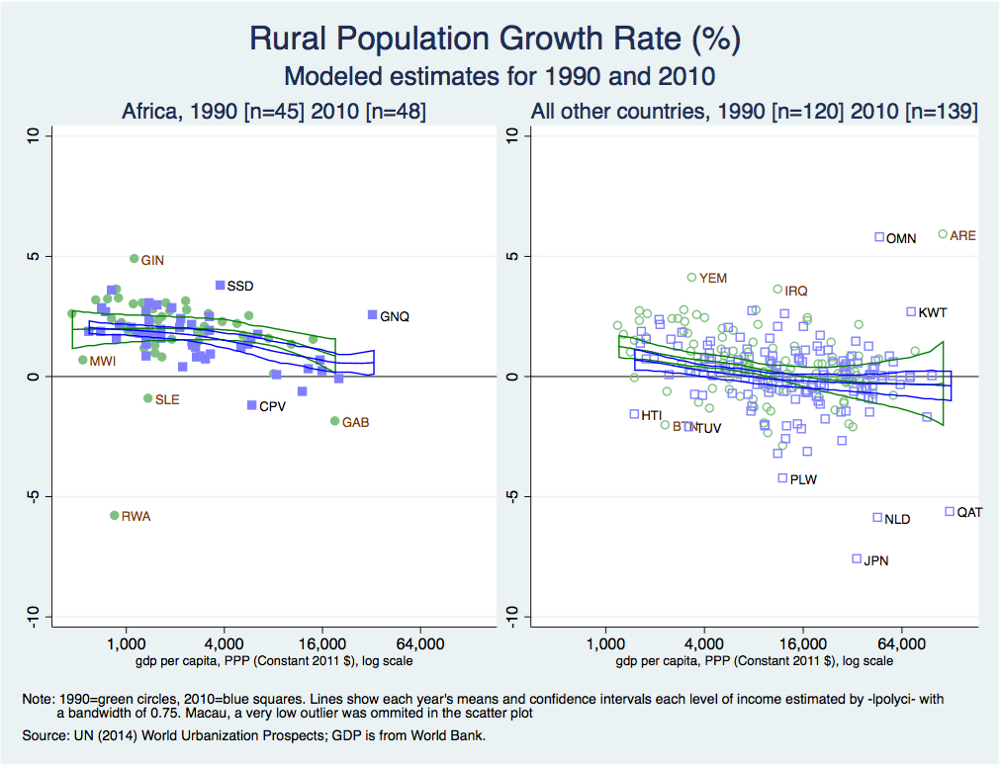 Rural Population Growth Rate (%)
Modeled estimates for 1990 and 2010
Africa, 1990 [n=45] 2010 [n=48]
10
5
0
-5
-10
GIN
SSD
GNQ
MWI
SLE
CPV
GAB
RWA
1,000 4,000 16,000 64,000
gdp per capita, PPP (Constant 2011 $), log scale
All other countries, 1990 [n=120] 2010 [n=139]
10
5
0
-5
-10
OMN
ARE
YEM
IRQ
KWT
HTI
BTN
TUV
PLW
QAT
NLD
JPN
1,000 4,000 16,000 64,000
gdp per capita, PPP (Constant 2011 $), log scale
Note: 1990=green circles, 2010=blue squares. Lines show each year's means and confidence intervals each level of income estimated by -lpolyci- with
a bandwidth of 0.75. Macau, a very low outlier was ommited in the scatter plot
Source: UN (2014) World Urbanization Prospects; GDP is from World Bank.